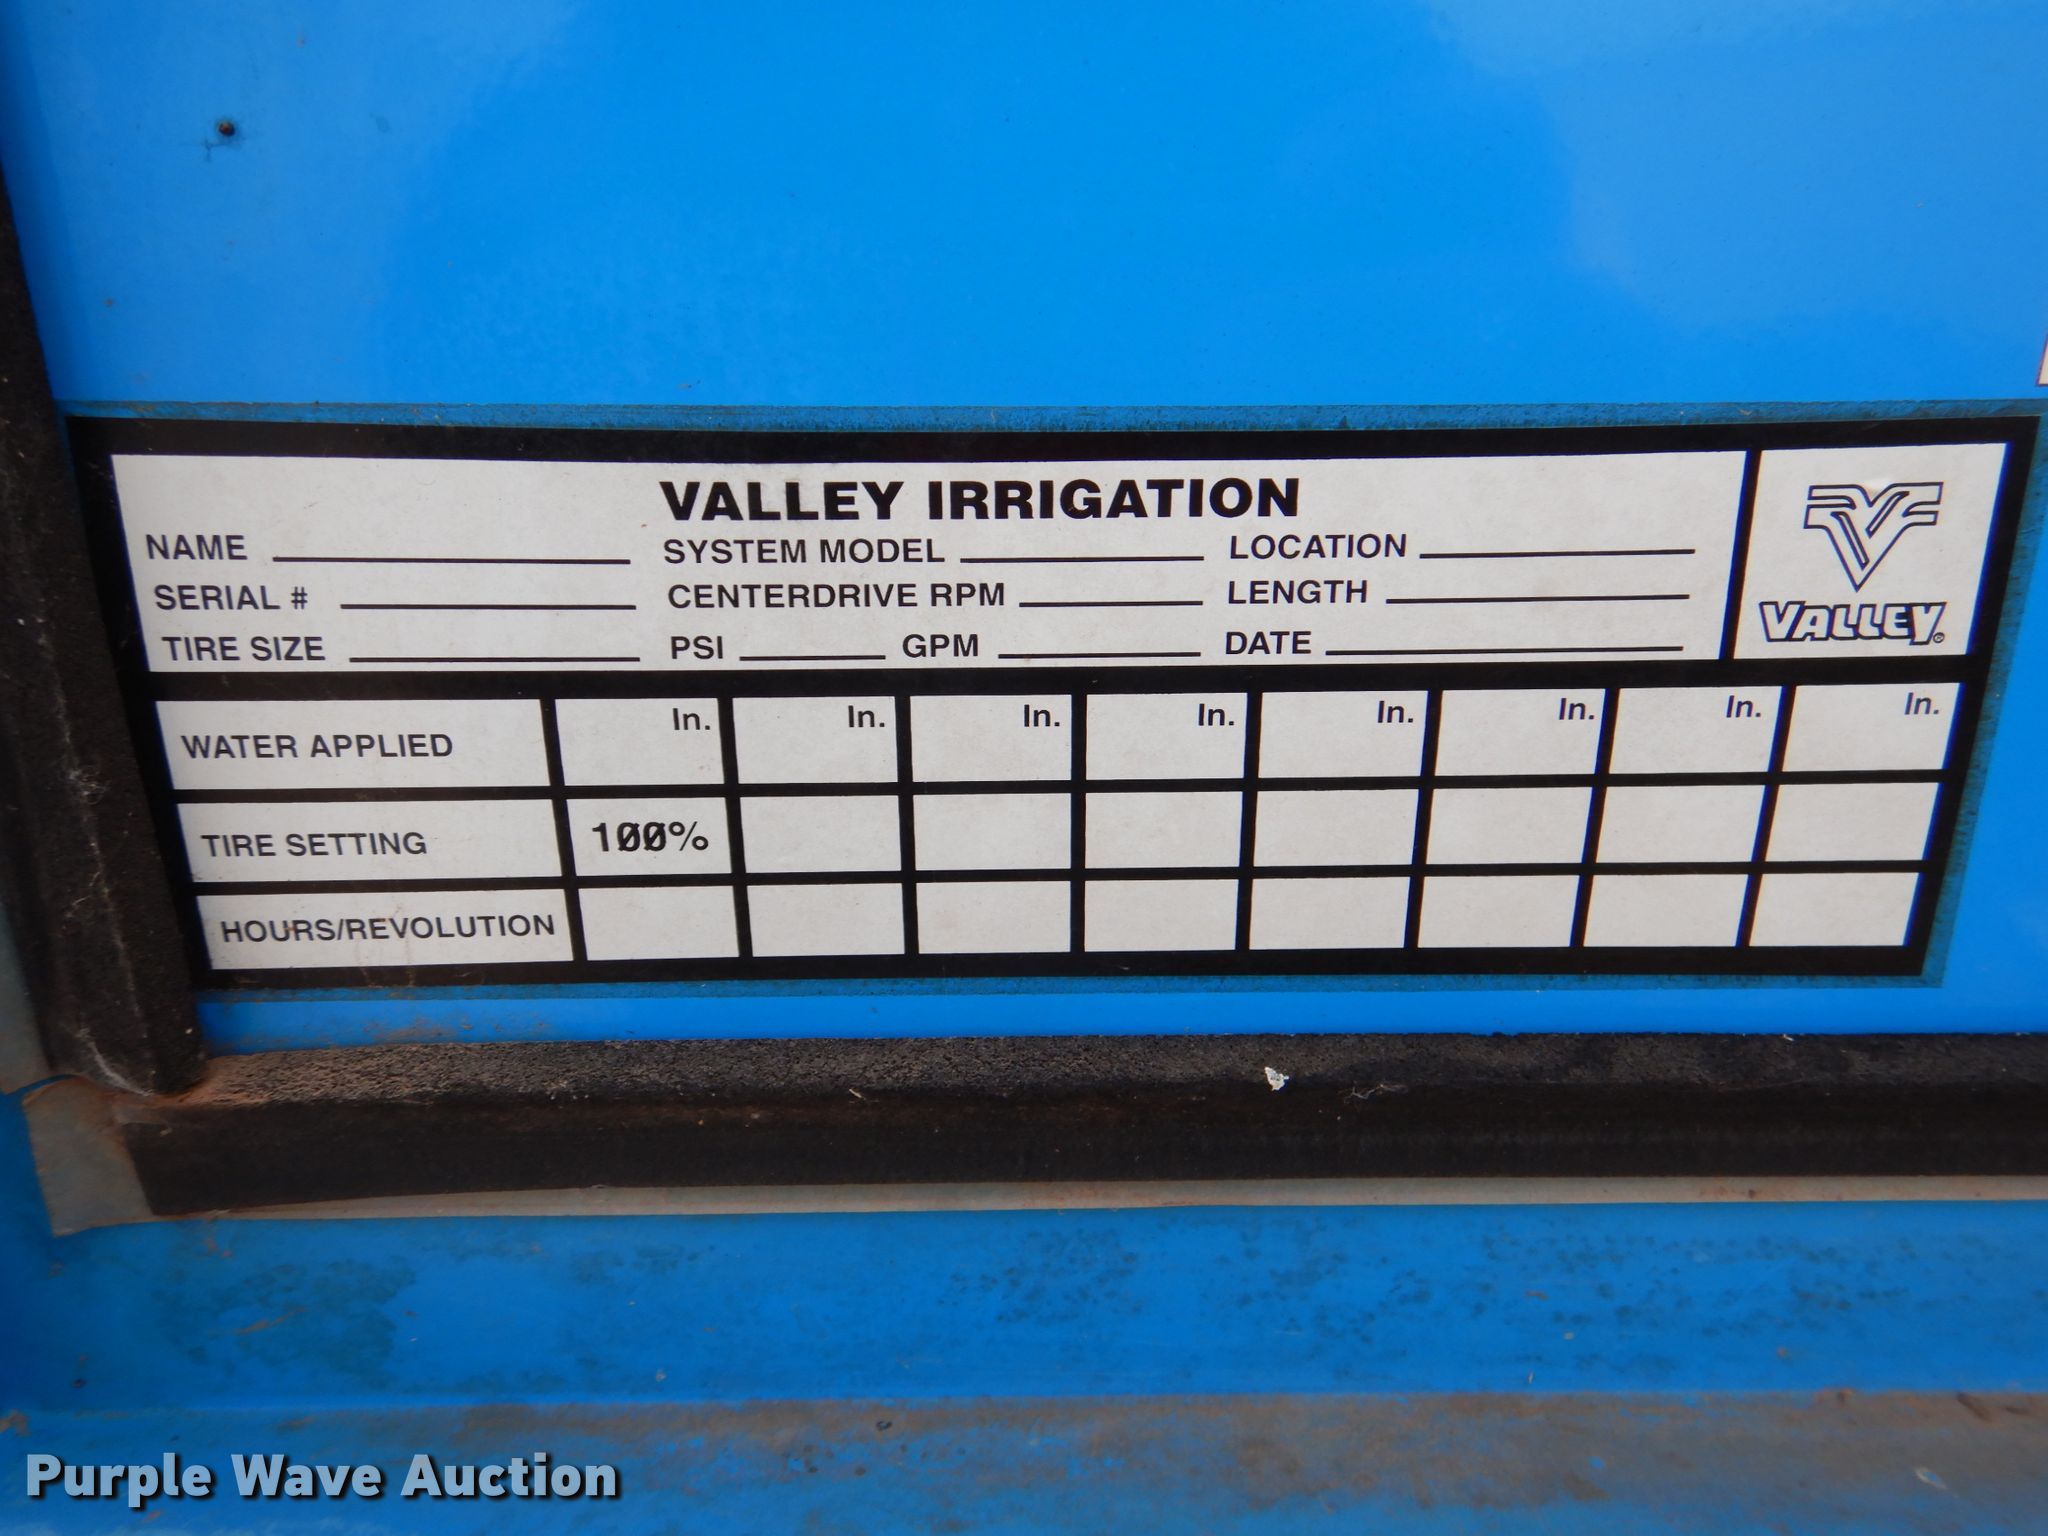 VALLEY IRRIGATION
NAME SYSTEM MODEL LOCATION
SERIAL # CENTERDRIVE RPM LENGTH
TIRE SIZE PSI GPM DATE
VALLEY®
WATER APPLIED In. In. In. In. In. In. In. In.
TIRE SETTING 100%
HOURS/REVOLUTION
Purple Wave Auction